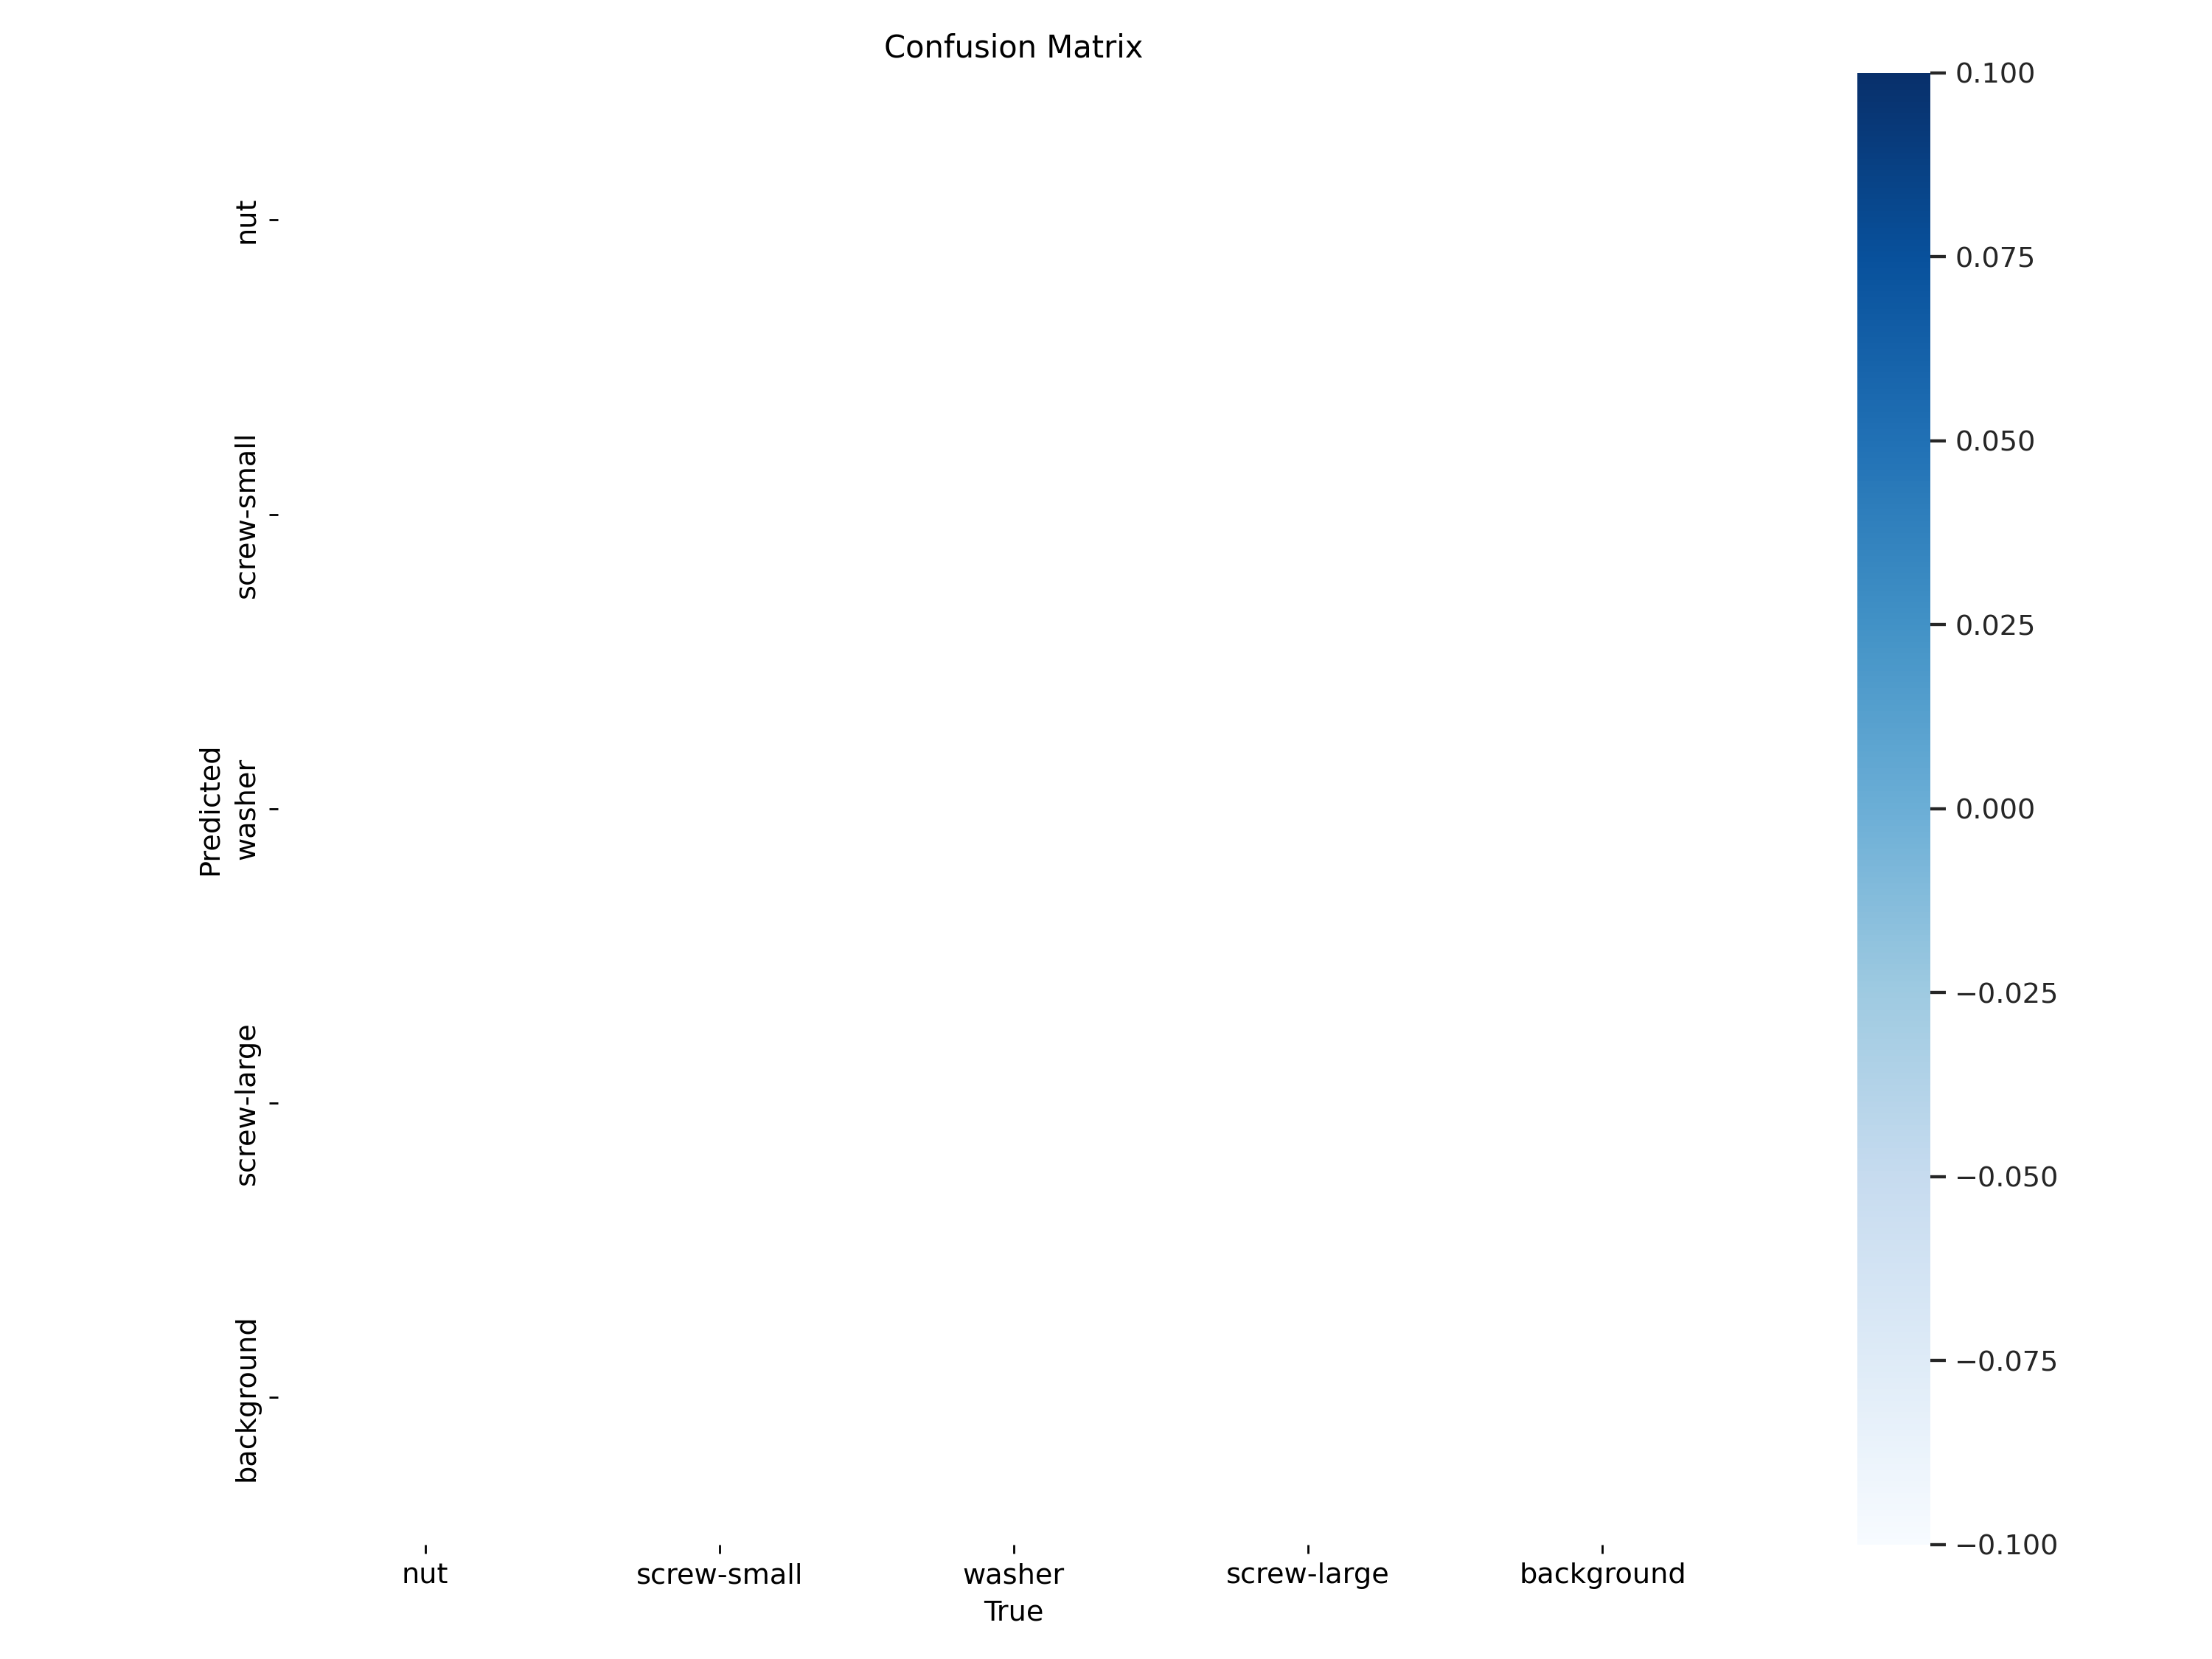 Confusion Matrix
nut
screw-small
washer
screw-large
background
Predicted
nut
screw-small
washer
screw-large
background
True
0.100
0.075
0.050
0.025
0.000
−0.025
−0.050
−0.075
−0.100